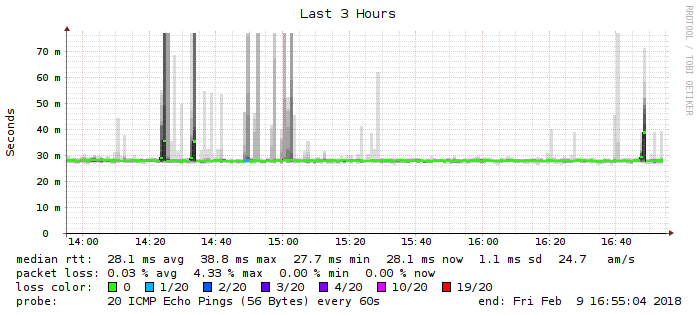 Last 3 Hours
RRDTOOL / TOBI OETIKER
Seconds
70 m
60 m
50 m
40 m
30 m
20 m
10 m
0
14:00 14:20 14:40 15:00 15:20 15:40 16:00 16:20 16:40
median rtt: 28.1 ms avg 38.8 ms max 27.7 ms min 28.1 ms now 1.1 ms sd 24.7 am/s
packet loss: 0.03 % avg 4.33 % max 0.00 % min 0.00 % now
loss color: 0 1/20 2/20 3/20 4/20 10/20 19/20
probe: 20 ICMP Echo Pings (56 Bytes) every 60s end: Fri Feb 9 16:55:04 2018